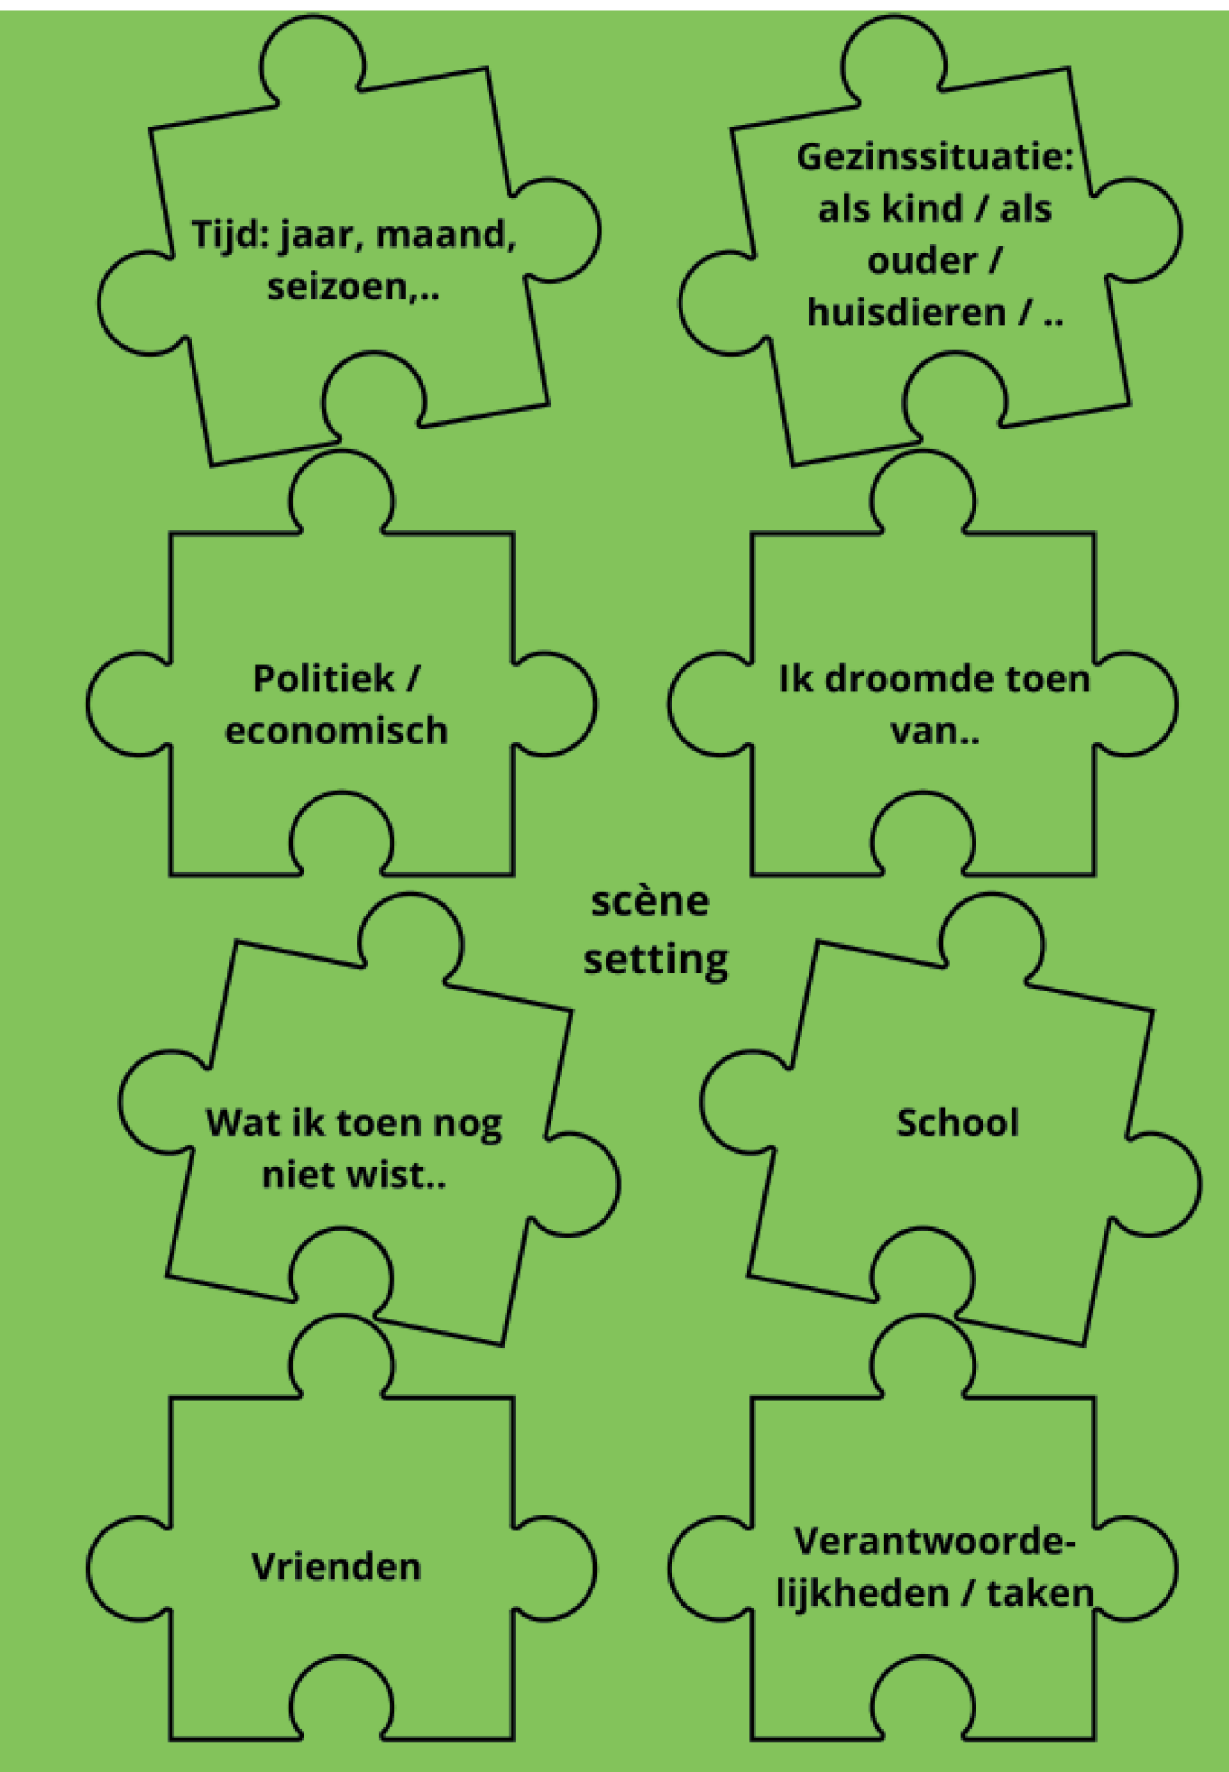 Tijd: jaar, maand,
seizoen,..
Gezinssituatie:
als kind / als
ouder /
huisdieren / ..
Politiek /
economisch
Ik droomde toen
van..
scène
setting
Wat ik toen nog
niet wist..
School
Vrienden
Verantwoorde-
lijkheden / taken